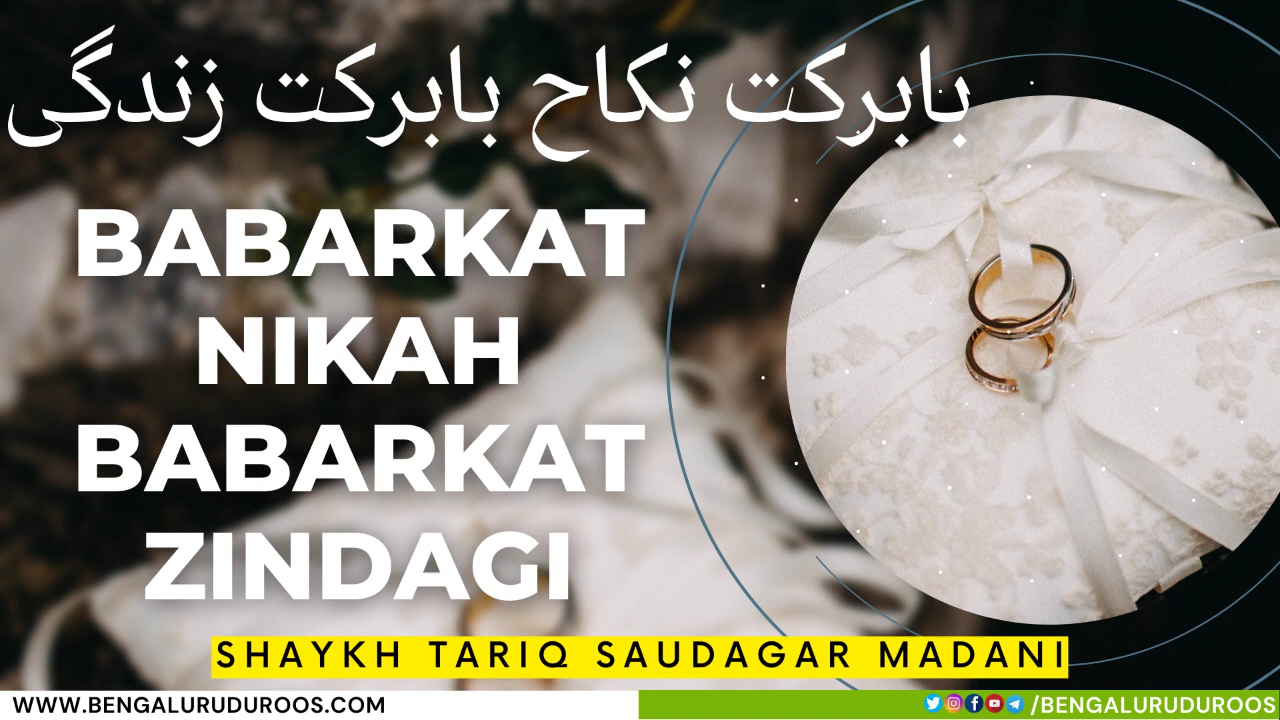 بابرکت نکاح بابرکت زندگی
BABARKAT
NIKAH
BABARKAT
ZINDAGI
SHAYKH TARIQ SAUDAGAR MADANI
WWW.BENGALURUDUROOS.COM
/BENGALURUDUROOS